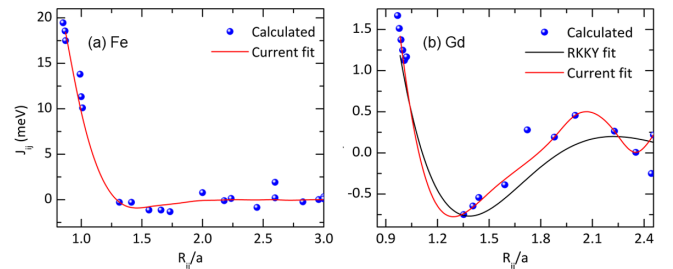 (a) Fe
Calculated
Current fit
J_ij (meV)
20
15
10
5
0
1.0
1.5
2.0
2.5
3.0
R_ij/a
(b) Gd
Calculated
RKKY fit
Current fit
1.5
1.0
0.5
0.0
-0.5
0.9
1.2
1.5
1.8
2.1
2.4
R_ij/a